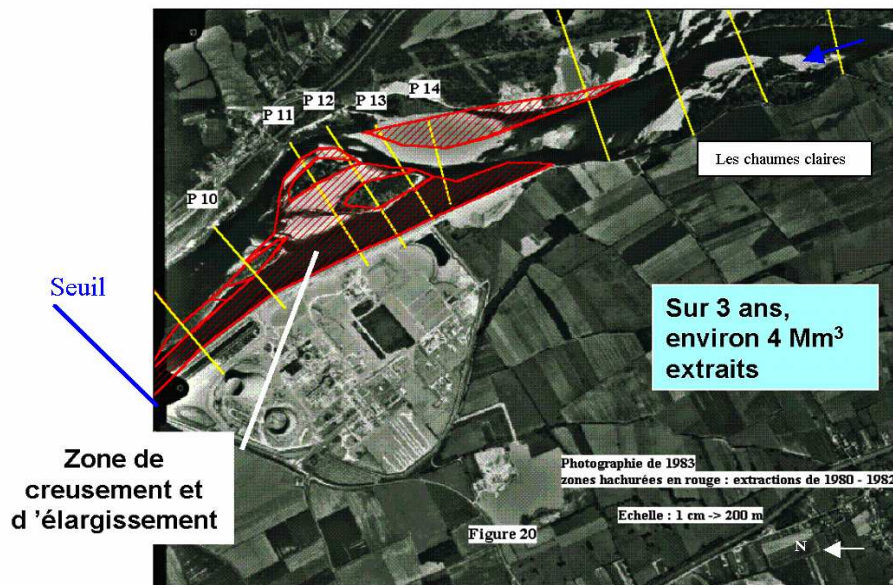 P 14
P 13
P 12
P 11
P 10
Les chaumes claires
Seuil
Sur 3 ans,
environ 4 Mm³
extraits
Zone de
creusement et
d ’élargissement
Photographie de 1983
zones hachurées en rouge : extractions de 1980 - 1982
Echelle : 1 cm -> 200 m
Figure 20
N